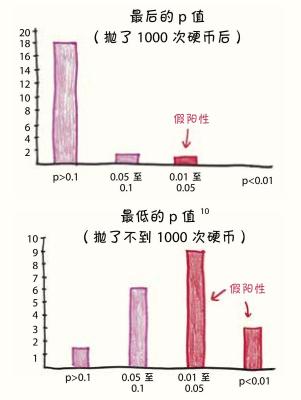 最后的 p 值
（抛了 1000 次硬币后）
20
18
16
14
12
10
8
6
4
2
假阳性
p>0.1
0.05 至
0.1
0.01 至
0.05
p<0.01
最低的 p 值 10
（抛了不到 1000 次硬币）
10
9
8
7
6
5
4
3
2
1
假阳性
p>0.1
0.05 至
0.1
0.01 至
0.05
p<0.01